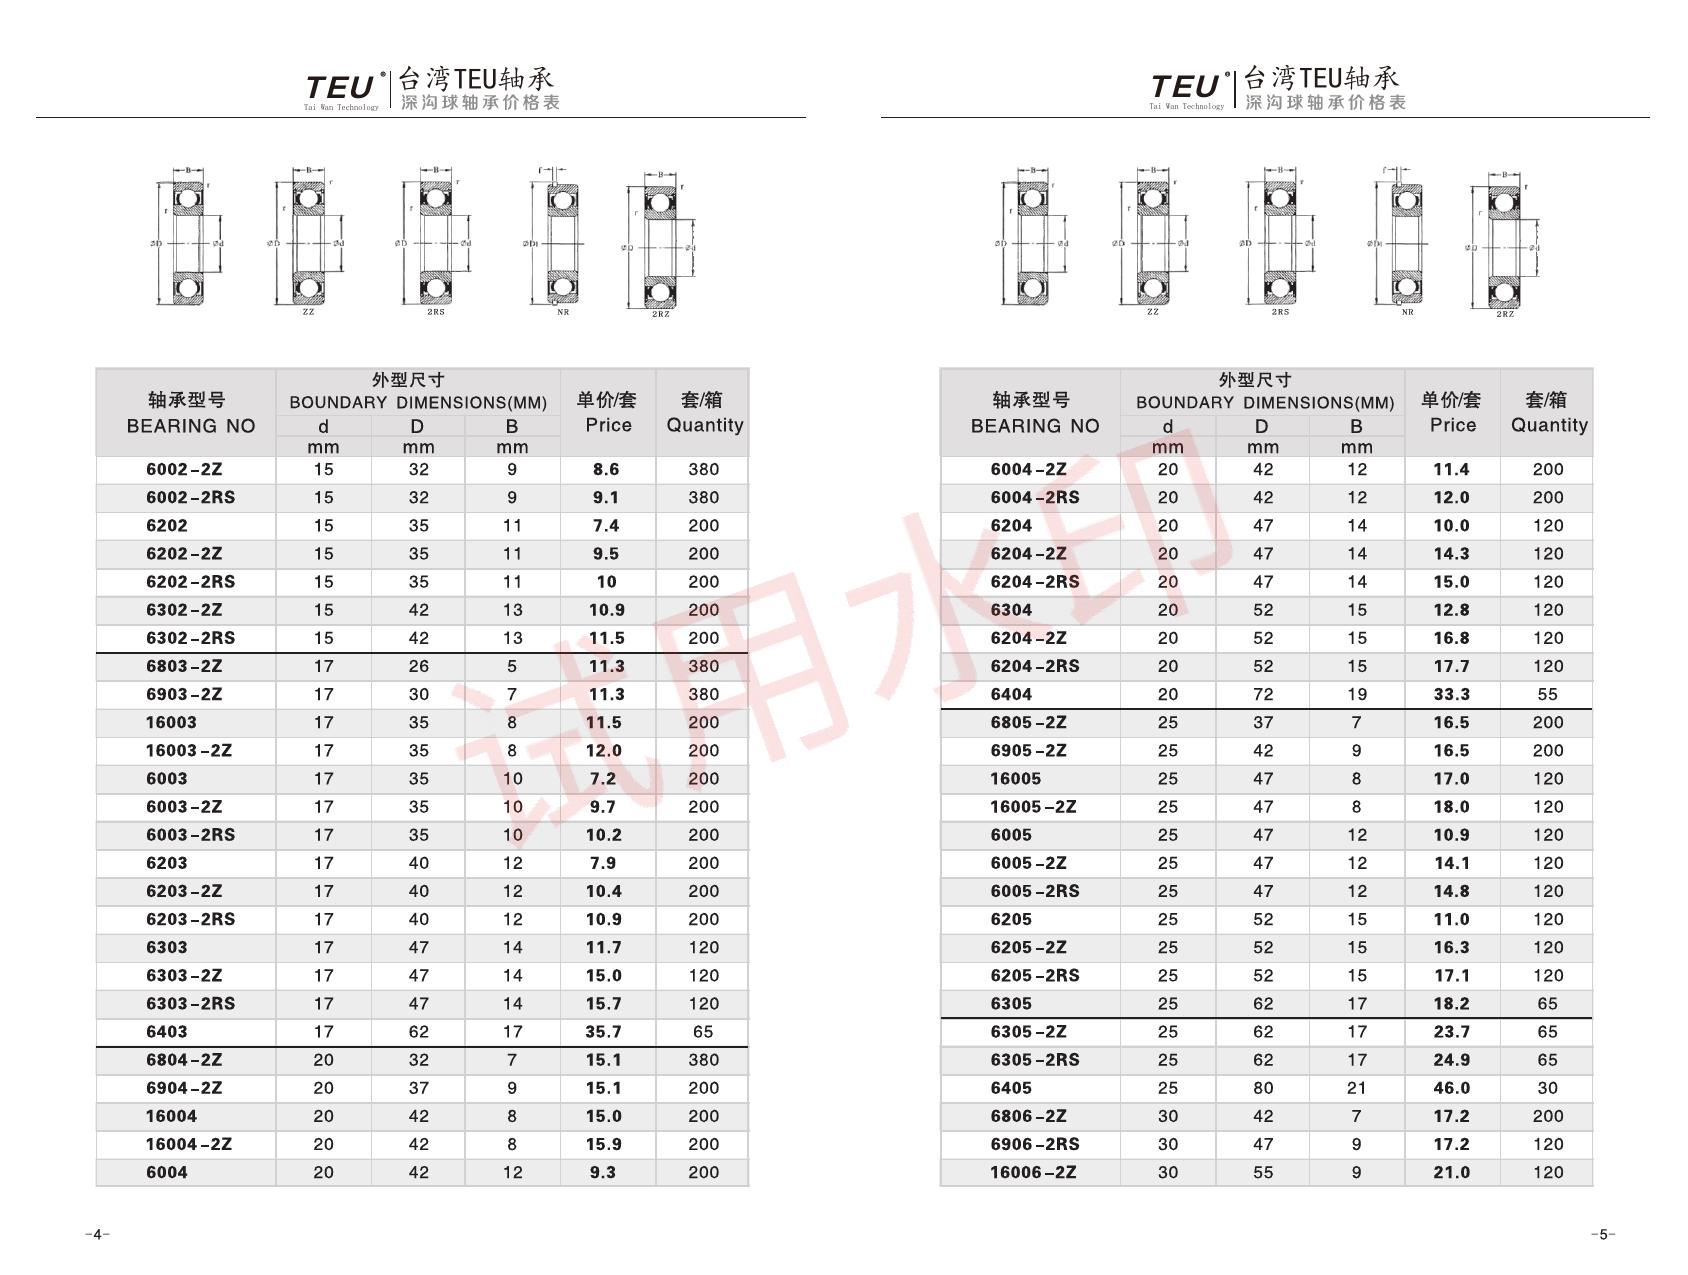 TEU® 台湾TEU轴承
Tai Wan Technology 深沟球轴承价格表
B r r ØD Ød
B r r ØD Ød ZZ
B r r ØD Ød 2RS
f ØD1 NR
B r r ØD Ød 2RZ
外型尺寸
轴承型号 BOUNDARY DIMENSIONS(MM) 单价/套 套/箱
BEARING NO d D B Price Quantity
mm mm mm
6002-2Z 15 32 9 8.6 380
6002-2RS 15 32 9 9.1 380
6202 15 35 11 7.4 200
6202-2Z 15 35 11 9.5 200
6202-2RS 15 35 11 10 200
6302-2Z 15 42 13 10.9 200
6302-2RS 15 42 13 11.5 200
6803-2Z 17 26 5 11.3 380
6903-2Z 17 30 7 11.3 380
16003 17 35 8 11.5 200
16003-2Z 17 35 8 12.0 200
6003 17 35 10 7.2 200
6003-2Z 17 35 10 9.7 200
6003-2RS 17 35 10 10.2 200
6203 17 40 12 7.9 200
6203-2Z 17 40 12 10.4 200
6203-2RS 17 40 12 10.9 200
6303 17 47 14 11.7 120
6303-2Z 17 47 14 15.0 120
6303-2RS 17 47 14 15.7 120
6403 17 62 17 35.7 65
6804-2Z 20 32 7 15.1 380
6904-2Z 20 37 9 15.1 200
16004 20 42 8 15.0 200
16004-2Z 20 42 8 15.9 200
6004 20 42 12 9.3 200
-4-
TEU® 台湾TEU轴承
Tai Wan Technology 深沟球轴承价格表
B r r ØD Ød
B r r ØD Ød ZZ
B r r ØD Ød 2RS
f ØD1 NR
B r r ØD Ød 2RZ
外型尺寸
轴承型号 BOUNDARY DIMENSIONS(MM) 单价/套 套/箱
BEARING NO d D B Price Quantity
mm mm mm
6004-2Z 20 42 12 11.4 200
6004-2RS 20 42 12 12.0 200
6204 20 47 14 10.0 120
6204-2Z 20 47 14 14.3 120
6204-2RS 20 47 14 15.0 120
6304 20 52 15 12.8 120
6204-2Z 20 52 15 16.8 120
6204-2RS 20 52 15 17.7 120
6404 20 72 19 33.3 55
6805-2Z 25 37 7 16.5 200
6905-2Z 25 42 9 16.5 200
16005 25 47 8 17.0 120
16005-2Z 25 47 8 18.0 120
6005 25 47 12 10.9 120
6005-2Z 25 47 12 14.1 120
6005-2RS 25 47 12 14.8 120
6205 25 52 15 11.0 120
6205-2Z 25 52 15 16.3 120
6205-2RS 25 52 15 17.1 120
6305 25 62 17 18.2 65
6305-2Z 25 62 17 23.7 65
6305-2RS 25 62 17 24.9 65
6405 25 80 21 46.0 30
6806-2Z 30 42 7 17.2 200
6906-2RS 30 47 9 17.2 120
16006-2Z 30 55 9 21.0 120
-5-
试用水印